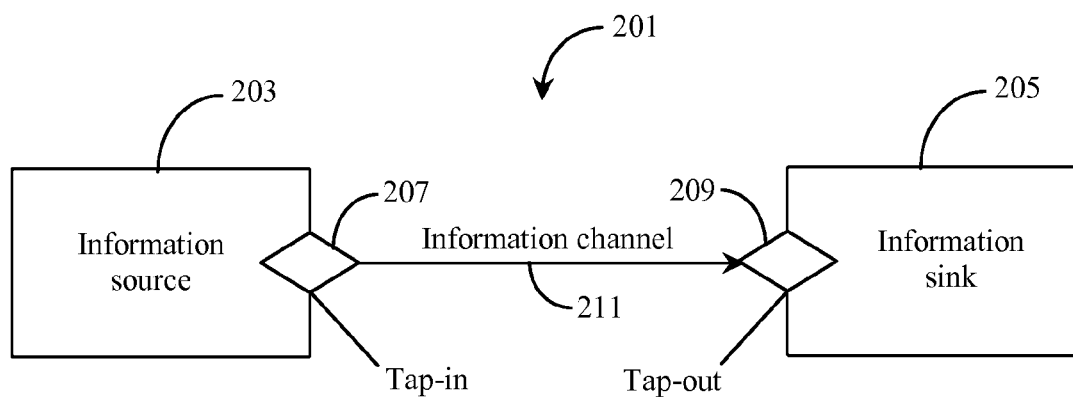 201
203
205
207
209
Information
source
Information channel
Information
sink
211
Tap-in
Tap-out